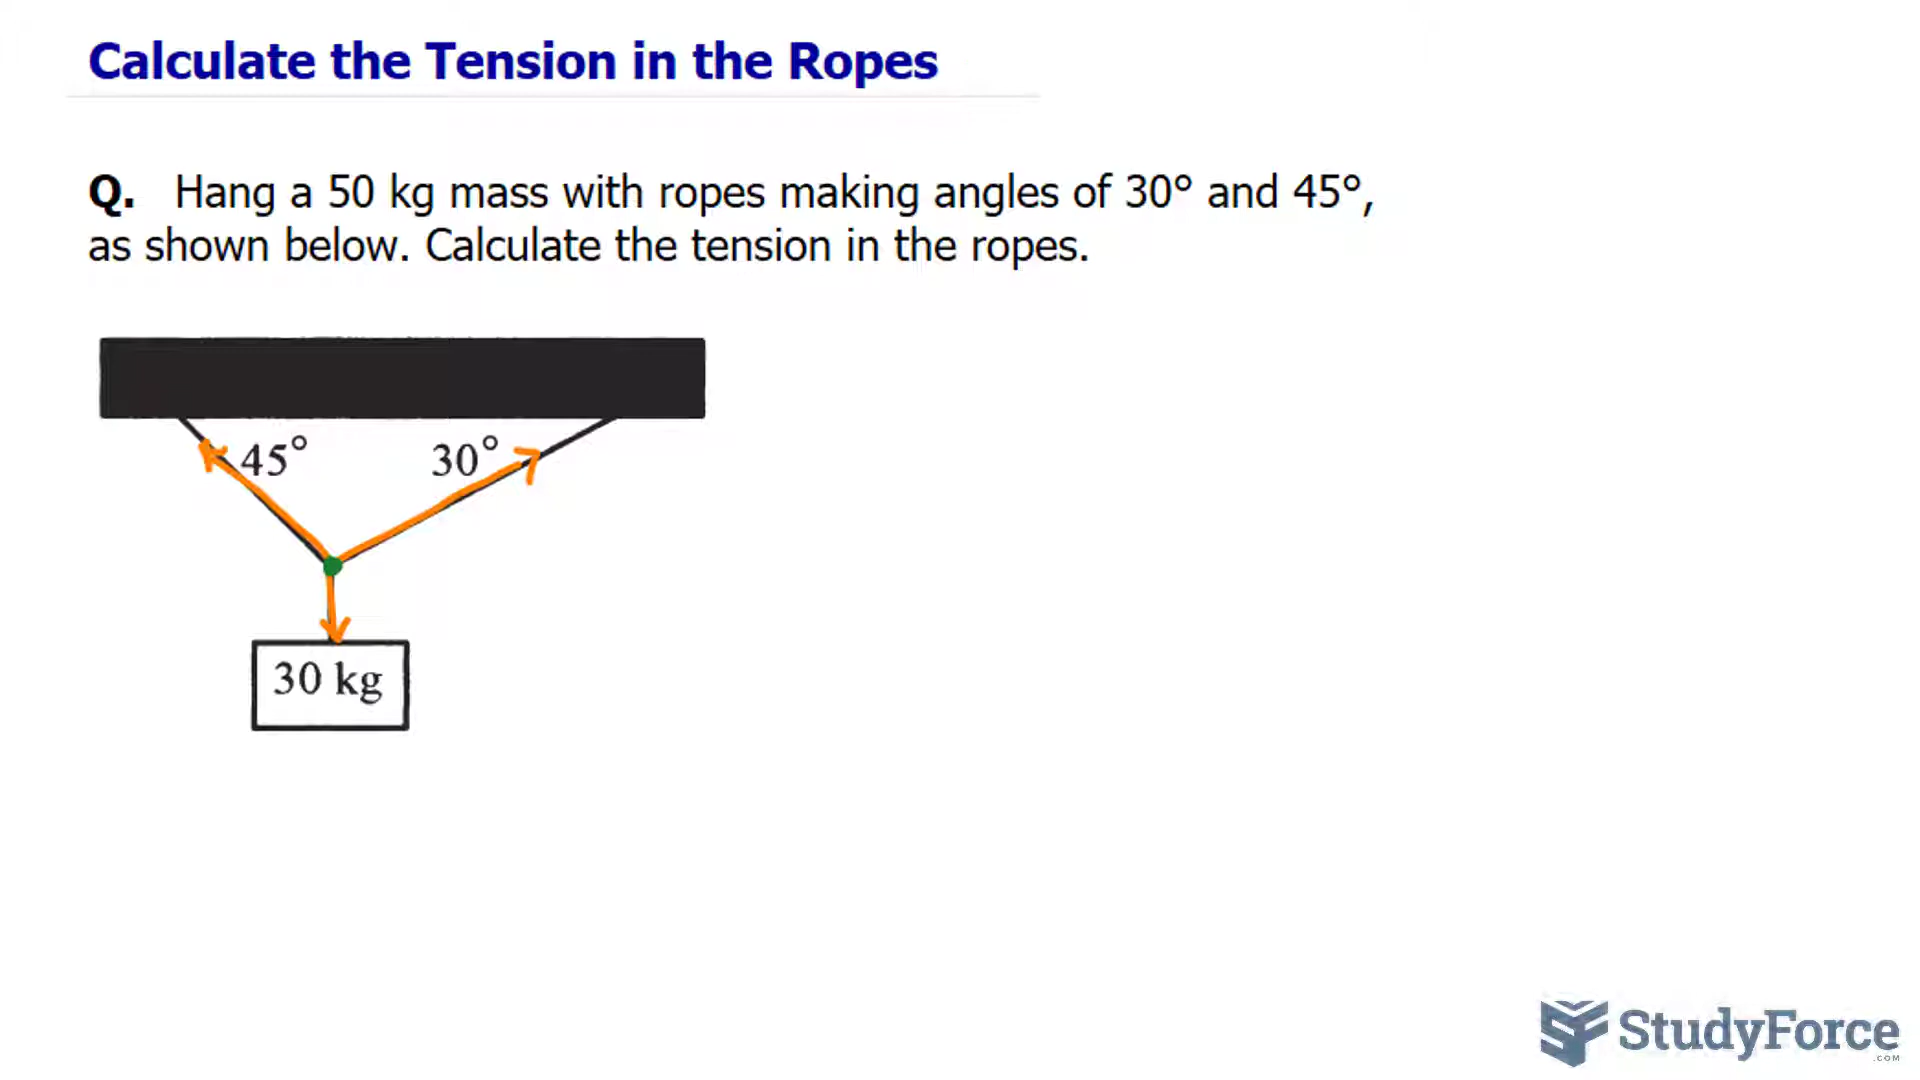 Calculate the Tension in the Ropes
Q. Hang a 50 kg mass with ropes making angles of 30° and 45°,
as shown below. Calculate the tension in the ropes.
45° 30°
30 kg
StudyForce
.COM